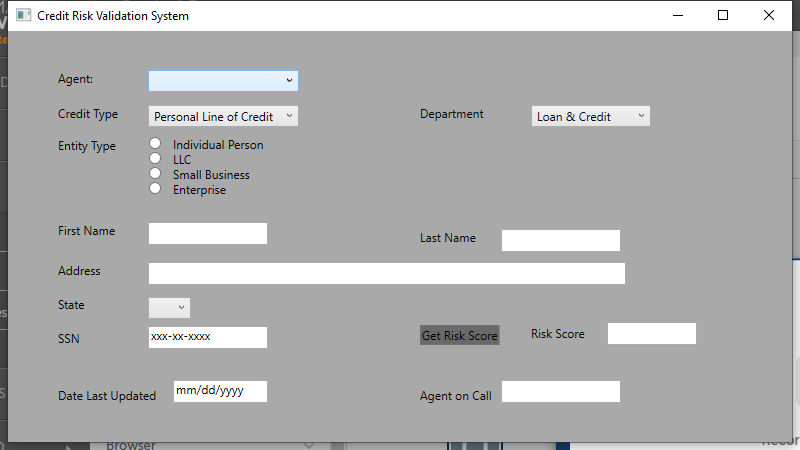 Credit Risk Validation System
Agent:
Credit Type Personal Line of Credit Department Loan & Credit
Entity Type Individual Person
LLC
Small Business
Enterprise
First Name Last Name
Address
State
SSN xxx-xx-xxxx Get Risk Score Risk Score
Date Last Updated mm/dd/yyyy Agent on Call
Browser